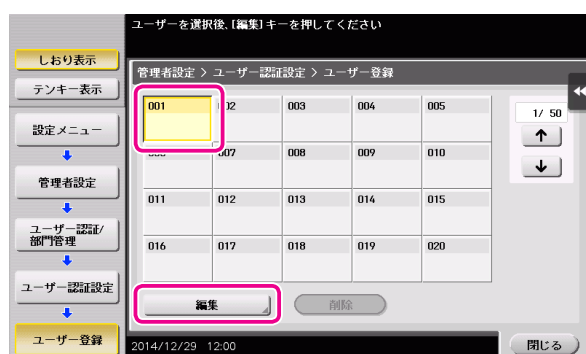 ユーザーを選択後、[編集]キーを押してください
しおり表示
テンキー表示
設定メニュー
管理者設定
ユーザー認証/
部門管理
ユーザー認証設定
ユーザー登録
管理者設定 > ユーザー認証設定 > ユーザー登録
001 002 003 004 005
007 008 009 010
011 012 013 014 015
016 017 018 019 020
1/ 50
↑
↓
編集 削除
2014/12/29 12:00
閉じる